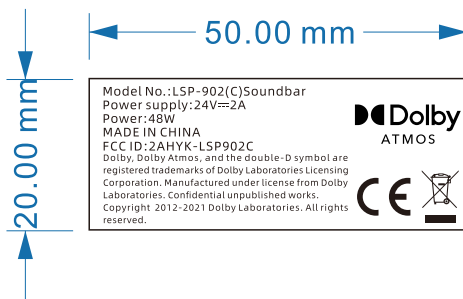 50.00 mm
20.00 mm
Model No.:LSP-902(C)Soundbar
Power supply:24V⎓2A
Power:48W
MADE IN CHINA
FCC ID:2AHYK-LSP902C
Dolby, Dolby Atmos, and the double-D symbol are
registered trademarks of Dolby Laboratories Licensing
Corporation. Manufactured under license from Dolby
Laboratories. Confidential unpublished works.
Copyright 2012-2021 Dolby Laboratories. All rights
reserved.
Dolby
ATMOS
CE